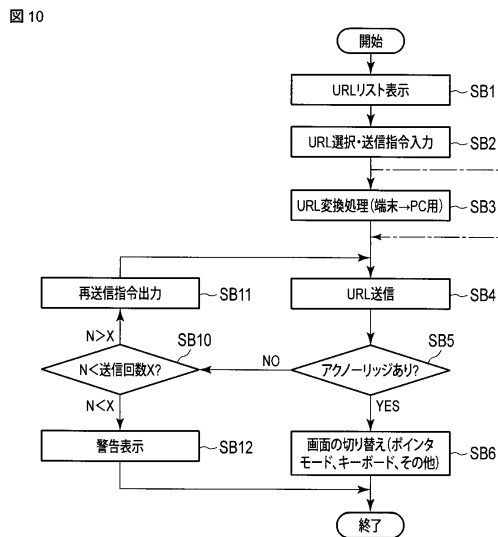 図10
開始
URLリスト表示
SB1
URL選択・送信指令入力
SB2
URL変換処理(端末→PC用)
SB3
再送信指令出力
SB11
URL送信
SB4
N>X
SB10
N<送信回数X?
NO
アクノーリッジあり?
SB5
N<X
YES
警告表示
SB12
画面の切り替え(ポインタ
モード、キーボード、その他)
SB6
終了